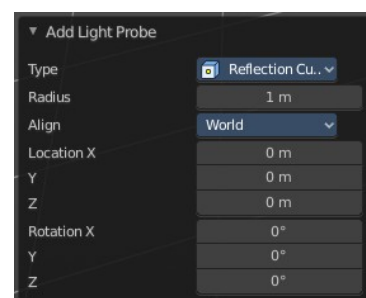 Add Light Probe
Type Reflection Cu..
Radius 1 m
Align World
Location X 0 m
Y 0 m
Z 0 m
Rotation X 0°
Y 0°
Z 0°